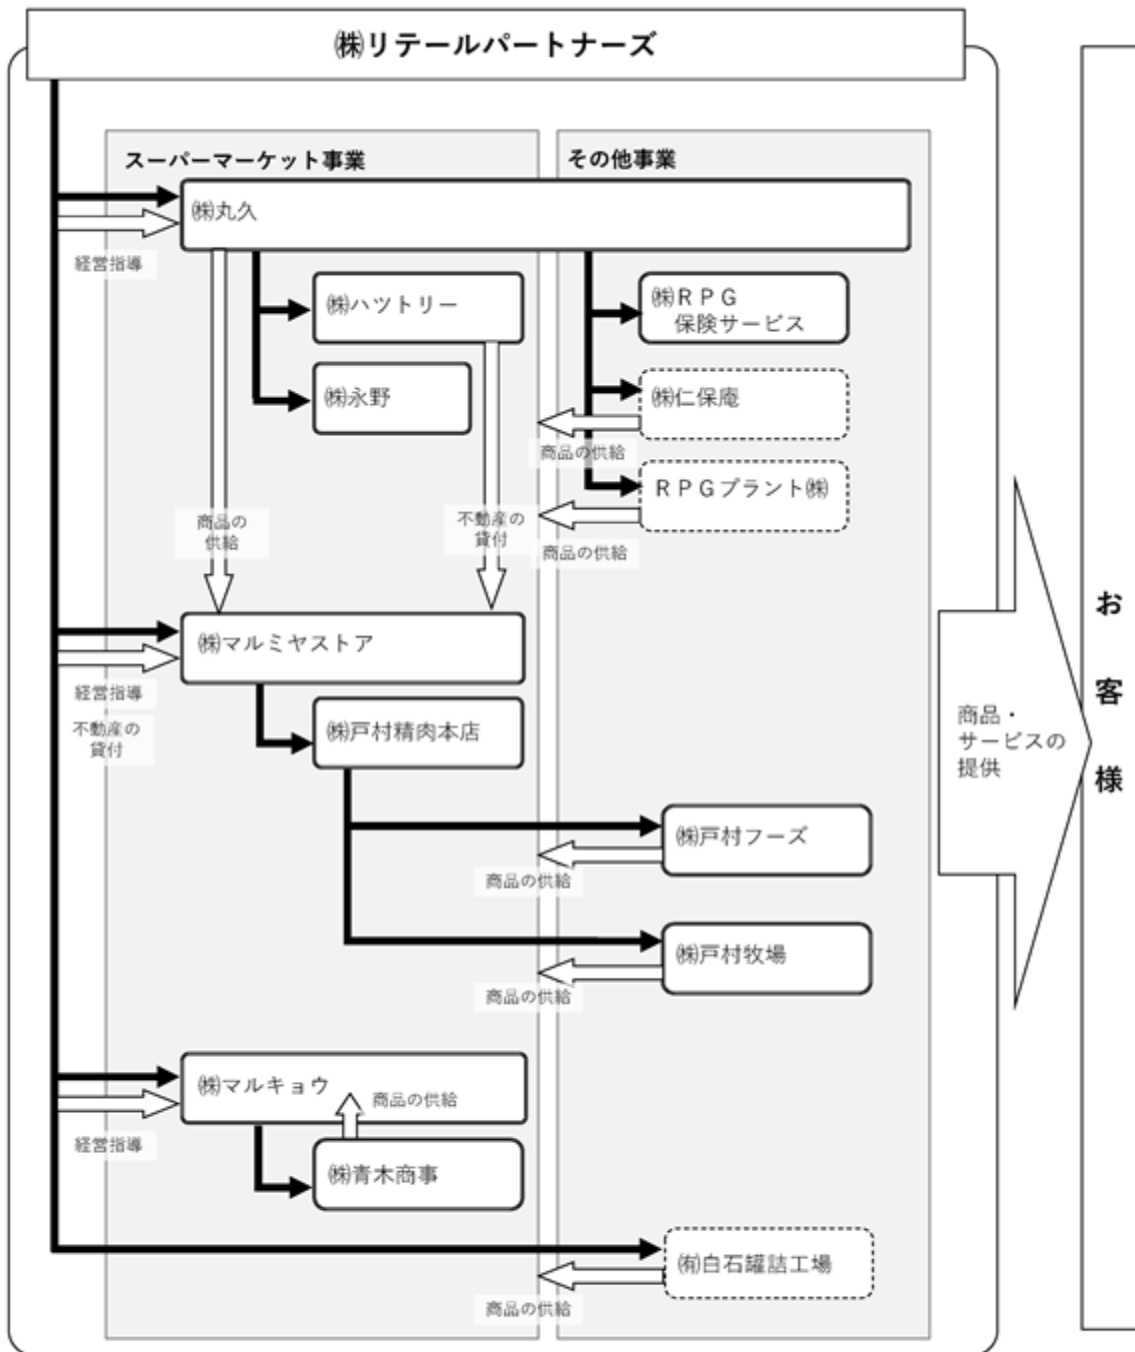 ㈱リテールパートナーズ
スーパーマーケット事業
その他事業
㈱丸久
経営指導
㈱ハツトリー
㈱ＲＰＧ
保険サービス
㈱永野
㈱仁保庵
商品の供給
ＲＰＧプラント㈱
商品の
供給
不動産の
貸付
商品の供給
㈱マルミヤストア
経営指導
不動産の
貸付
㈱戸村精肉本店
㈱戸村フーズ
商品の供給
㈱戸村牧場
商品の供給
㈱マルキョウ
商品の供給
経営指導
㈱青木商事
㈲白石罐詰工場
商品の供給
商品・
サービスの
提供
お
客
様